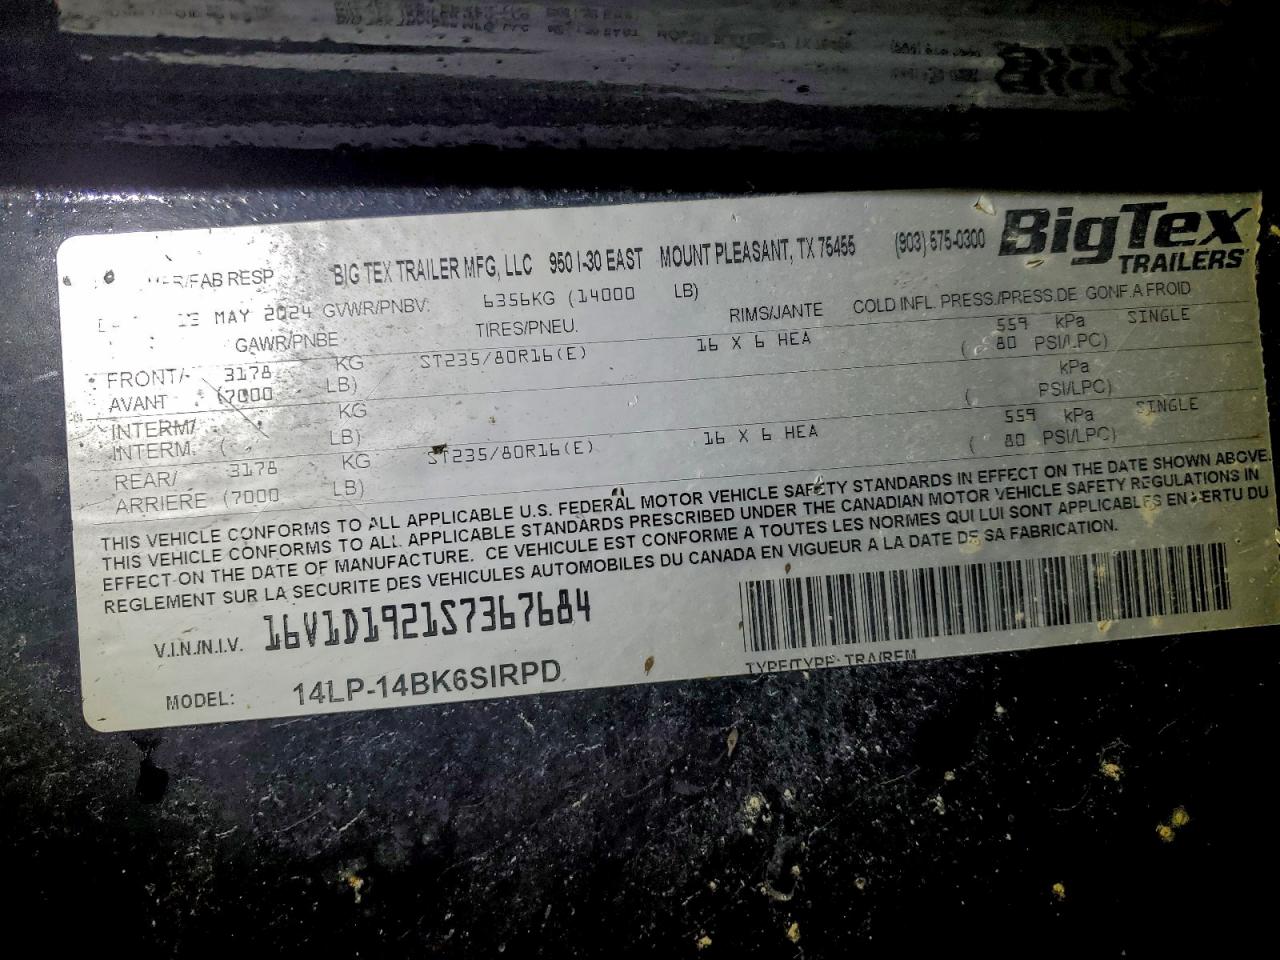 BigTex
TRAILERS
FAB RESP BIG TEX TRAILER MFG, LLC 950 I-30 EAST MOUNT PLEASANT, TX 75455 (903) 575-0300
MAY 2024 GVWR/PNBV: 6356KG (14000 LB)
GAWR/PNBE TIRES/PNEU. RIMS/JANTE COLD INFL. PRESS./PRESS.DE GONF.A FROID
FRONT/ 3178 KG ST235/80R16(E) 16 X 6 HEA 559 kPa SINGLE
AVANT (7000 LB) ( 80 PSI/LPC)
INTERM/ KG kPa
INTERM. ( LB) ( PSI/LPC)
REAR/ 3178 KG ST235/80R16(E) 16 X 6 HEA 559 kPa SINGLE
ARRIERE (7000 LB) ( 80 PSI/LPC)
THIS VEHICLE CONFORMS TO ALL APPLICABLE U.S. FEDERAL MOTOR VEHICLE SAFETY STANDARDS IN EFFECT ON THE DATE SHOWN ABOVE.
THIS VEHICLE CONFORMS TO ALL APPLICABLE STANDARDS PRESCRIBED UNDER THE CANADIAN MOTOR VEHICLE SAFETY REGULATIONS IN
EFFECT ON THE DATE OF MANUFACTURE. CE VEHICULE EST CONFORME A TOUTES LES NORMES QUI LUI SONT APPLICABLES EN VERTU DU
REGLEMENT SUR LA SECURITE DES VEHICULES AUTOMOBILES DU CANADA EN VIGUEUR A LA DATE DE SA FABRICATION.
V.I.N./N.I.V. 16V1D1921S7367684
MODEL: 14LP-14BK6SIRPD TYPE/TYPE: TRA/REM